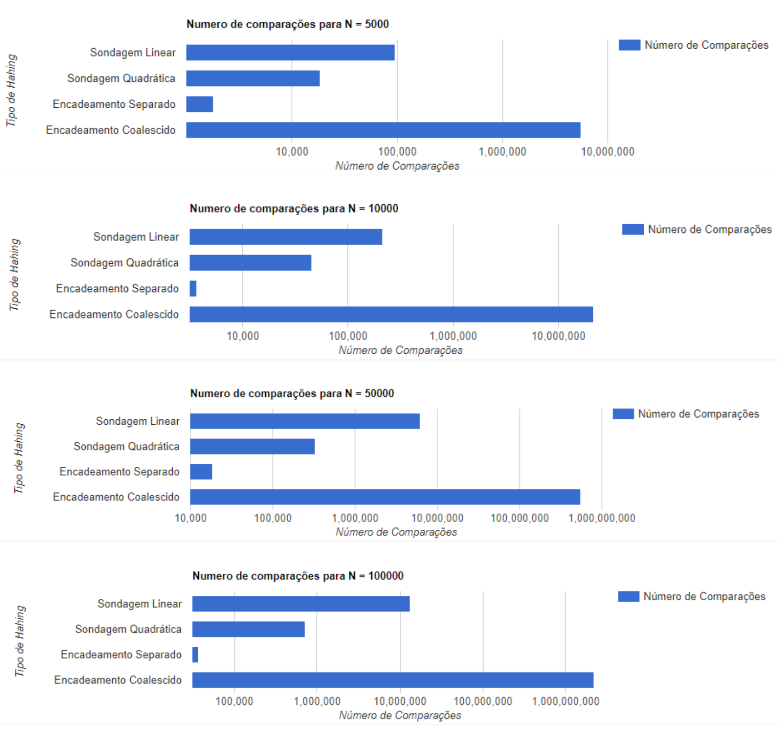 Numero de comparações para N = 5000
Tipo de Hahing
Sondagem Linear
Sondagem Quadrática
Encadeamento Separado
Encadeamento Coalescido
Número de Comparações
10,000 100,000 1,000,000 10,000,000
Número de Comparações
Numero de comparações para N = 10000
Tipo de Hahing
Sondagem Linear
Sondagem Quadrática
Encadeamento Separado
Encadeamento Coalescido
Número de Comparações
10,000 100,000 1,000,000 10,000,000
Número de Comparações
Numero de comparações para N = 50000
Tipo de Hahing
Sondagem Linear
Sondagem Quadrática
Encadeamento Separado
Encadeamento Coalescido
Número de Comparações
10,000 100,000 1,000,000 10,000,000 100,000,000 1,000,000,000
Número de Comparações
Numero de comparações para N = 100000
Tipo de Hahing
Sondagem Linear
Sondagem Quadrática
Encadeamento Separado
Encadeamento Coalescido
Número de Comparações
100,000 1,000,000 10,000,000 100,000,000 1,000,000,000
Número de Comparações